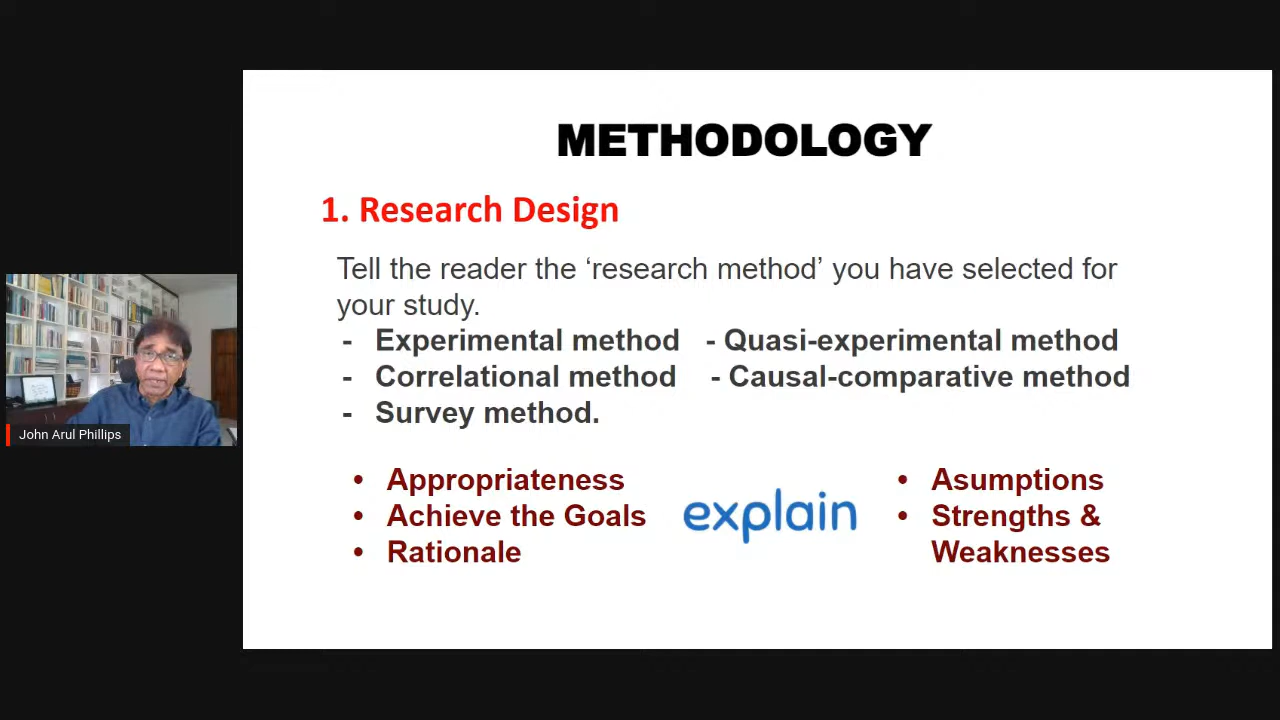 METHODOLOGY
1. Research Design
Tell the reader the ‘research method’ you have selected for
your study.
- Experimental method - Quasi-experimental method
- Correlational method - Causal-comparative method
- Survey method.
• Appropriateness
• Achieve the Goals
• Rationale
explain
• Asumptions
• Strengths &
Weaknesses
John Arul Phillips